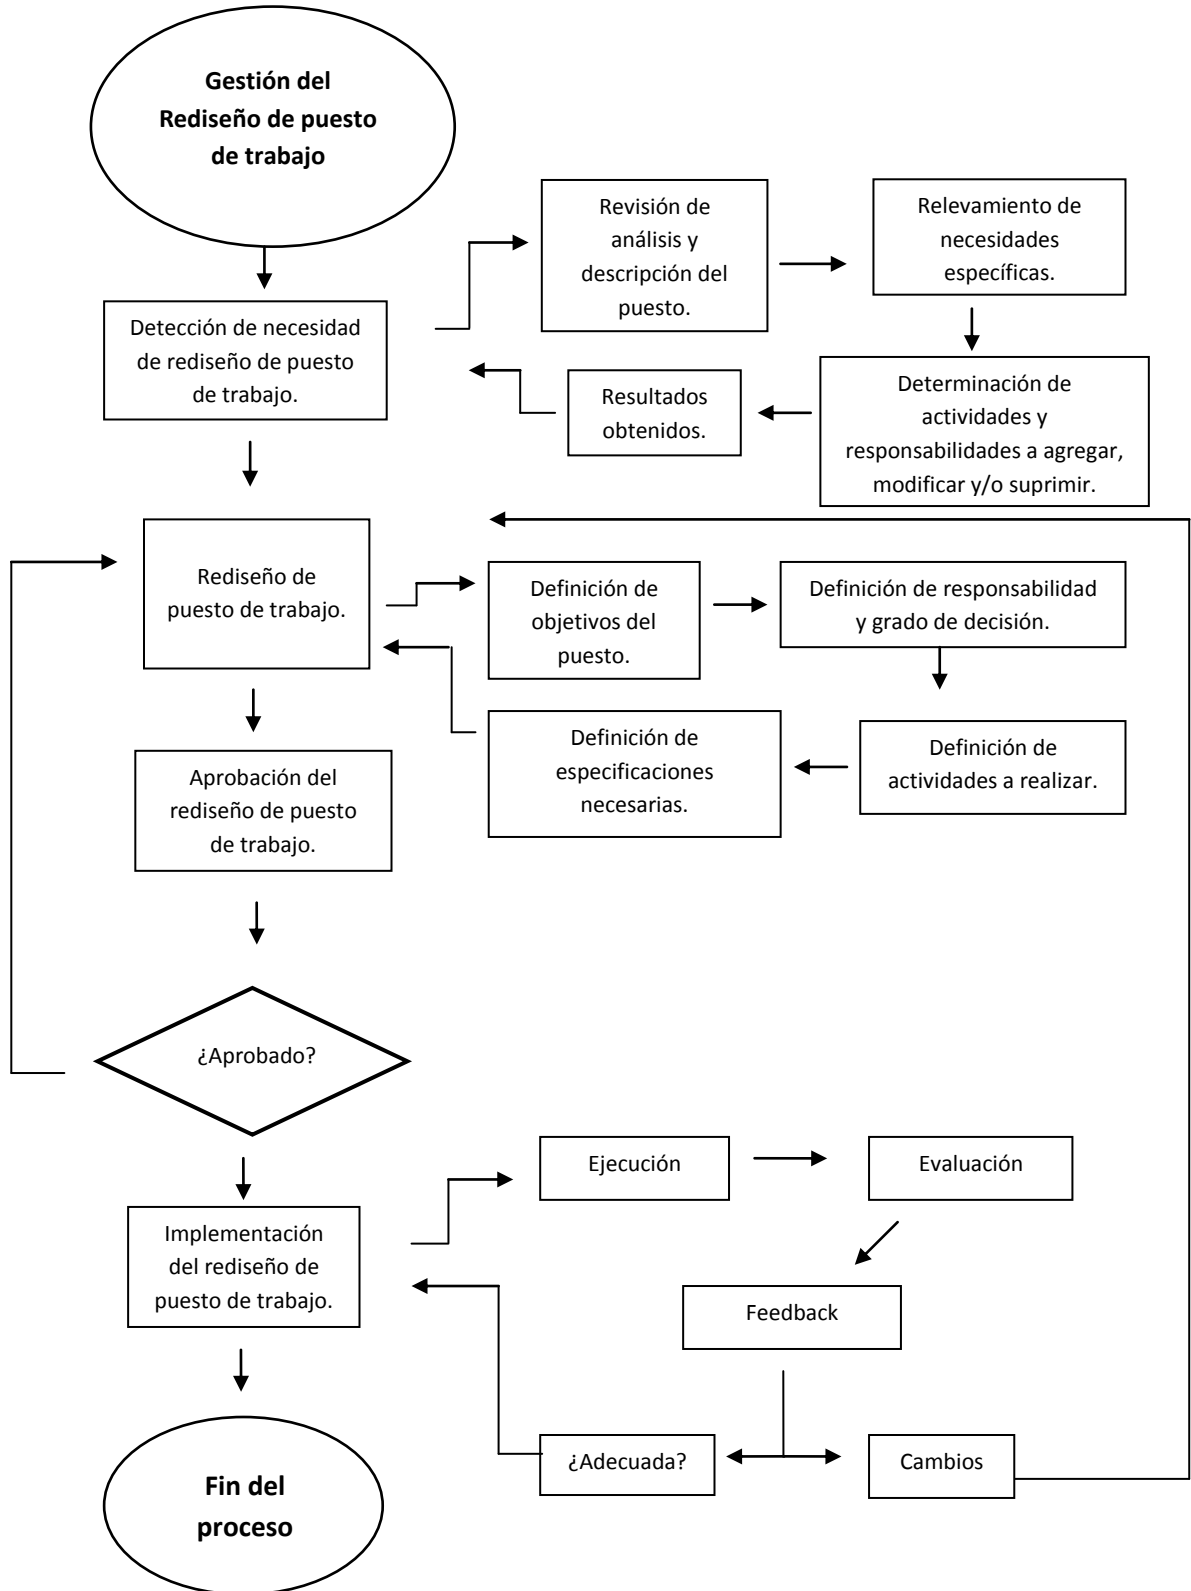 Gestión del
Rediseño de puesto
de trabajo
Revisión de
análisis y
descripción del
puesto.
Relevamiento de
necesidades
específicas.
Detección de necesidad
de rediseño de puesto
de trabajo.
Resultados
obtenidos.
Determinación de
actividades y
responsabilidades a agregar,
modificar y/o suprimir.
Rediseño de
puesto de trabajo.
Definición de
objetivos del
puesto.
Definición de responsabilidad
y grado de decisión.
Definición de
especificaciones
necesarias.
Definición de
actividades a realizar.
Aprobación del
rediseño de puesto
de trabajo.
¿Aprobado?
Ejecución
Evaluación
Implementación
del rediseño de
puesto de trabajo.
Feedback
¿Adecuada?
Cambios
Fin del
proceso